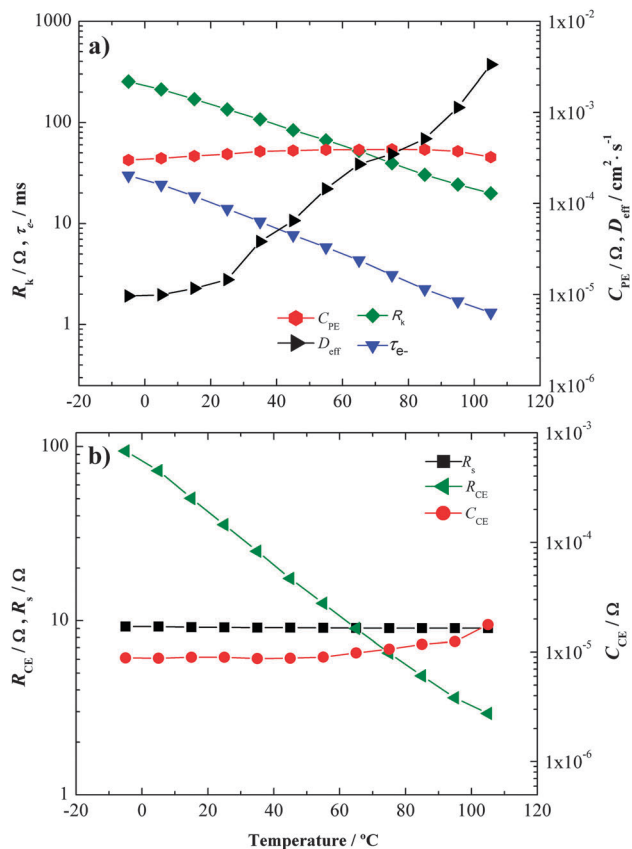 a)
1000
100
10
1
R_k / Ω , τ_e- / ms
1x10^-2
1x10^-3
1x10^-4
1x10^-5
1x10^-6
C_PE / Ω , D_eff / cm^2· s^-1
C_PE
R_k
D_eff
τ_e-
-20 0 20 40 60 80 100 120
b)
100
10
1
R_CE / Ω , R_s / Ω
1x10^-3
1x10^-4
1x10^-5
1x10^-6
C_CE / Ω
R_s
R_CE
C_CE
-20 0 20 40 60 80 100 120
Temperature / ºC